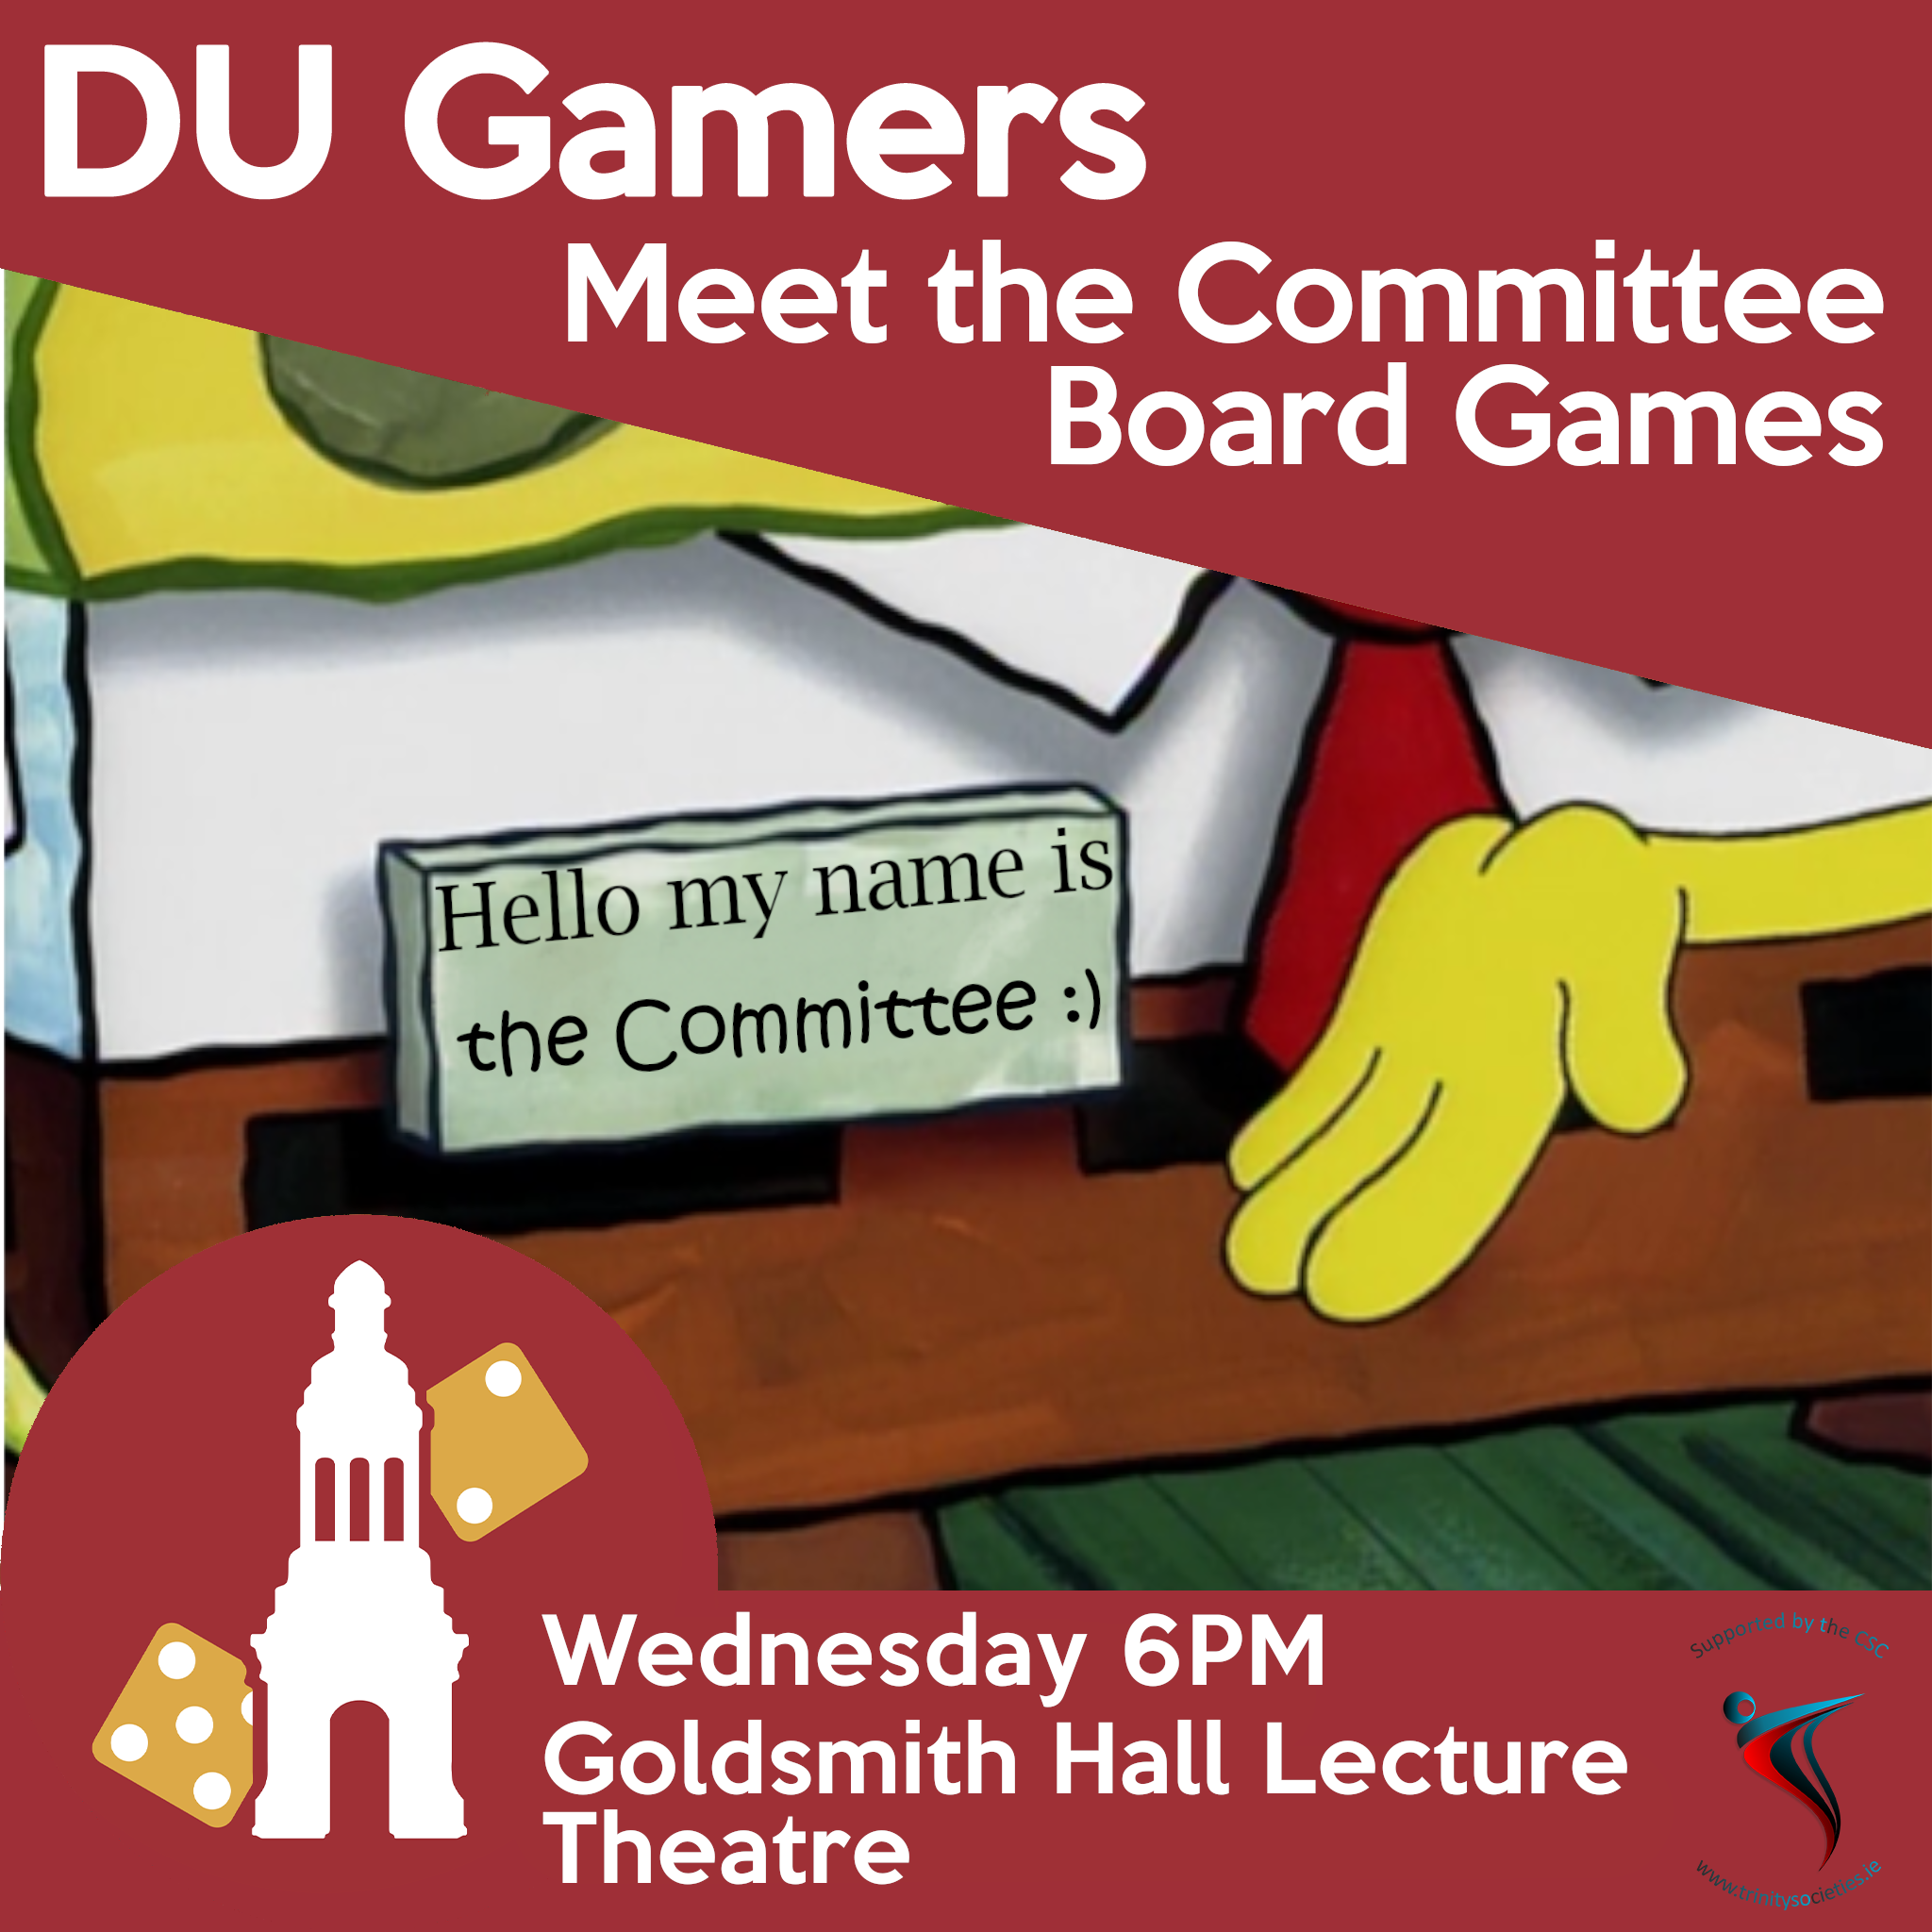 DU Gamers
Meet the Committee
Board Games
Hello my name is
the Committee :)
Wednesday 6PM
Goldsmith Hall Lecture
Theatre
Supported by the CSC
www.trinitysocieties.ie